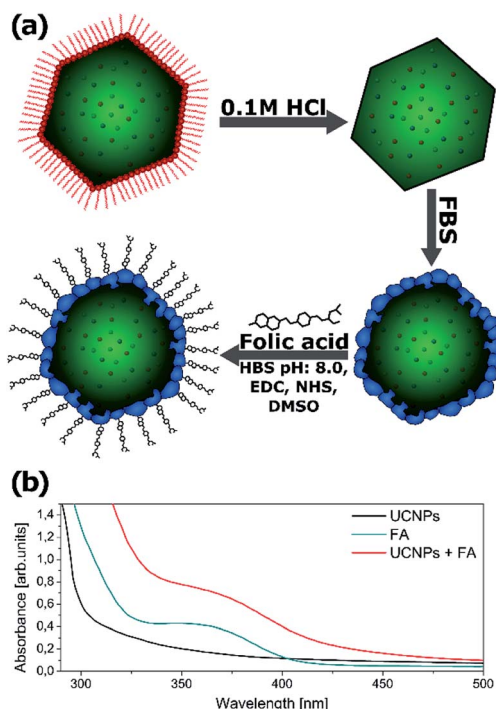 (a)
0.1M HCl
FBS
Folic acid
HBS pH: 8.0,
EDC, NHS,
DMSO
(b)
UCNPs
FA
UCNPs + FA
Absorbance [arb.units]
1,4
1,2
1,0
0,8
0,6
0,4
0,2
0,0
300
350
400
450
500
Wavelength [nm]